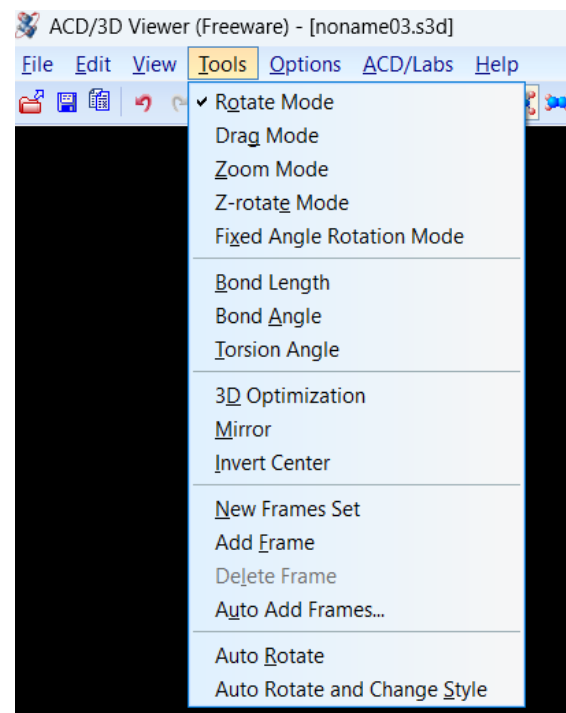 ACD/3D Viewer (Freeware) - [noname03.s3d]
File Edit View Tools Options ACD/Labs Help
Rotate Mode
Drag Mode
Zoom Mode
Z-rotate Mode
Fixed Angle Rotation Mode
Bond Length
Bond Angle
Torsion Angle
3D Optimization
Mirror
Invert Center
New Frames Set
Add Frame
Delete Frame
Auto Add Frames...
Auto Rotate
Auto Rotate and Change Style